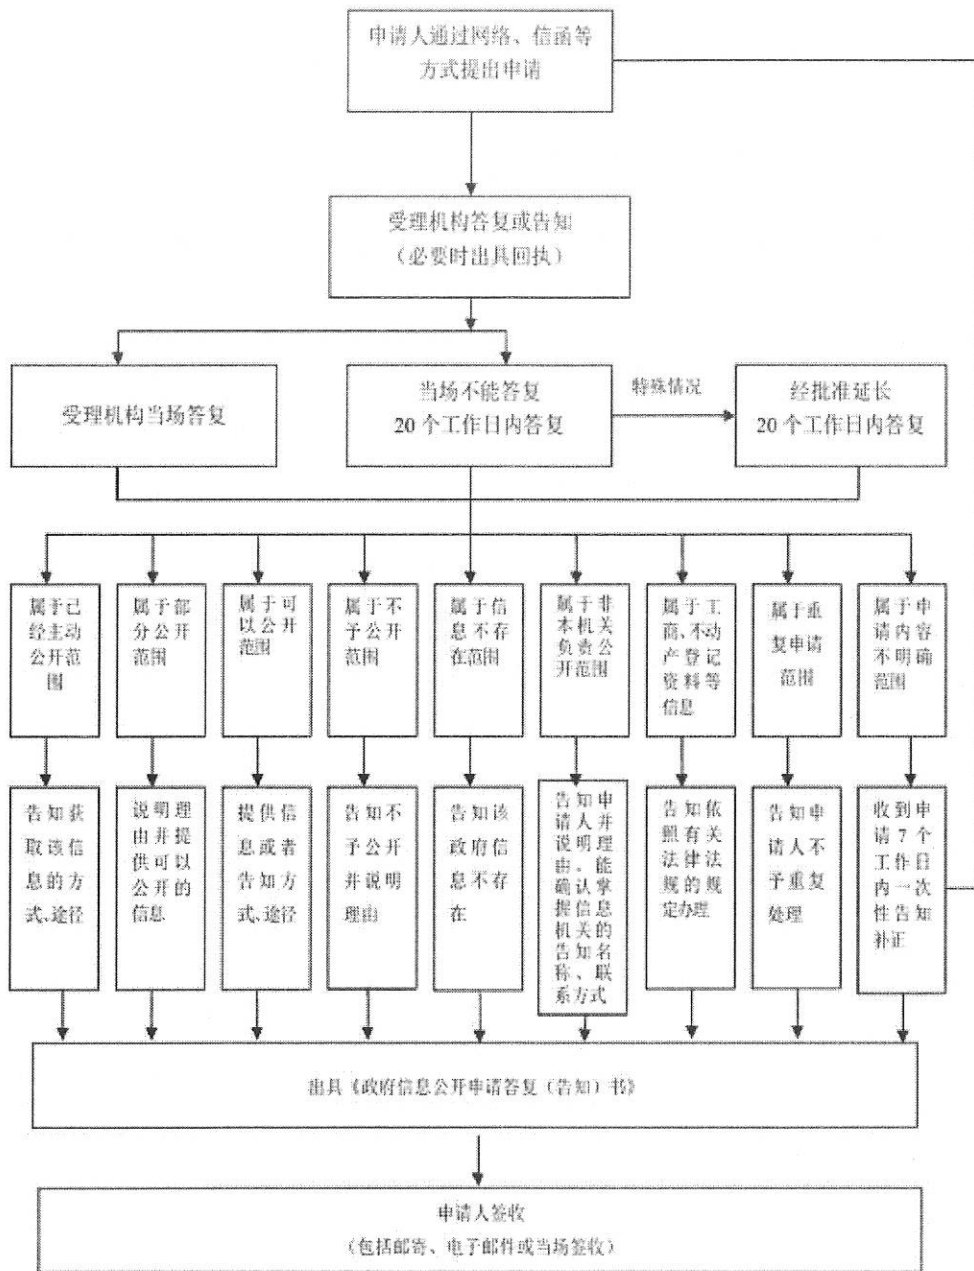 申请人通过网络、信函等
方式提出申请
受理机构答复或告知
（必要时出具回执）
受理机构当场答复
当场不能答复
20个工作日内答复
特殊情况
经批准延长
20个工作日内答复
属于已
经主动
公开范
围
属于部
分公开
范围
属于可
以公开
范围
属于不
予公开
范围
属于信
息不存
在范围
属于非
本机关
负责公
开范围
属于工
商、不动
产登记
资料等
信息
属于重
复申请
范围
属于申
请内容
不明确
范围
告知获
取该信
息的方
式、途径
说明理
由并提
供可以
公开的
信息
提供信
息或者
告知方
式、途径
告知不
予公开
并说明
理由
告知该
政府信
息不存
在
告知申
请人并
说明理
由、能
确认掌
握信息
机关的
告知名
称、联
系方式
告知依
照有关
法律法
规的规
定办理
告知申
请人不
予重复
处理
收到申
请7个
工作日
内一次
性告知
补正
出具《政府信息公开申请答复（告知）书》
申请人签收
（包括邮寄、电子邮件或当场签收）